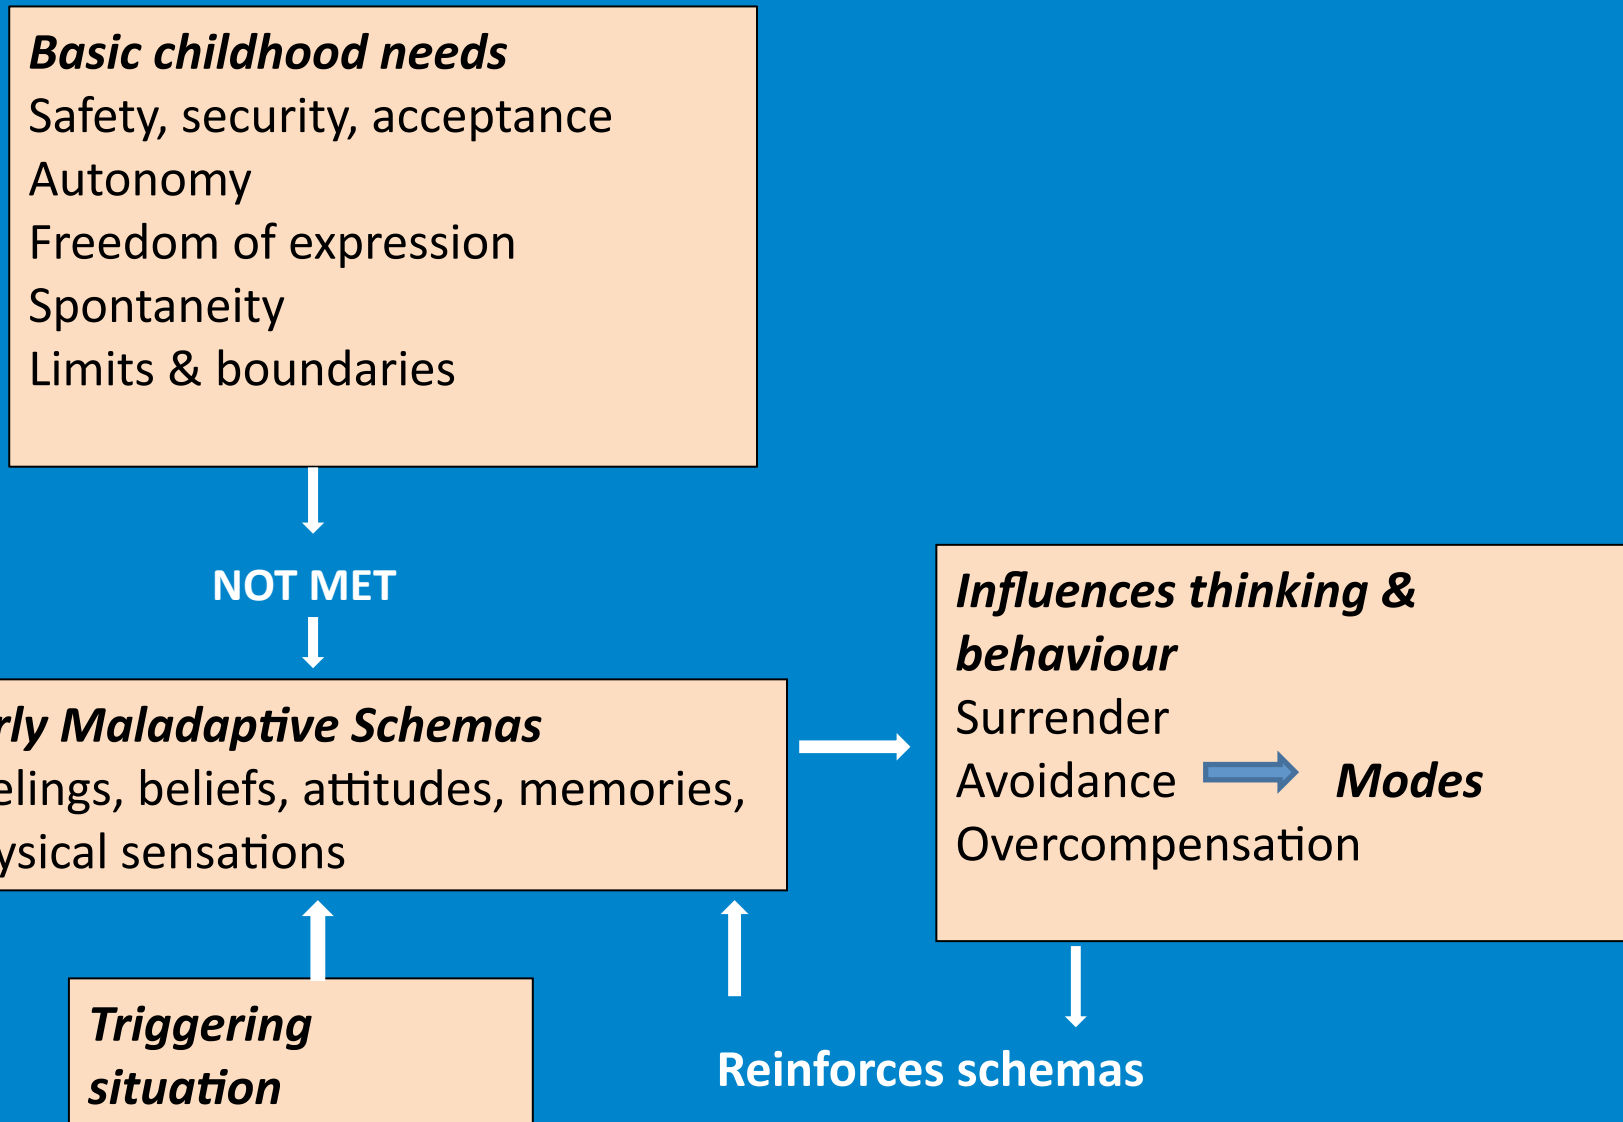 Basic childhood needs
Safety, security, acceptance
Autonomy
Freedom of expression
Spontaneity
Limits & boundaries
NOT MET
rly Maladaptive Schemas
elings, beliefs, attitudes, memories,
ysical sensations
Influences thinking &
behaviour
Surrender
Avoidance Modes
Overcompensation
Triggering
situation
Reinforces schemas